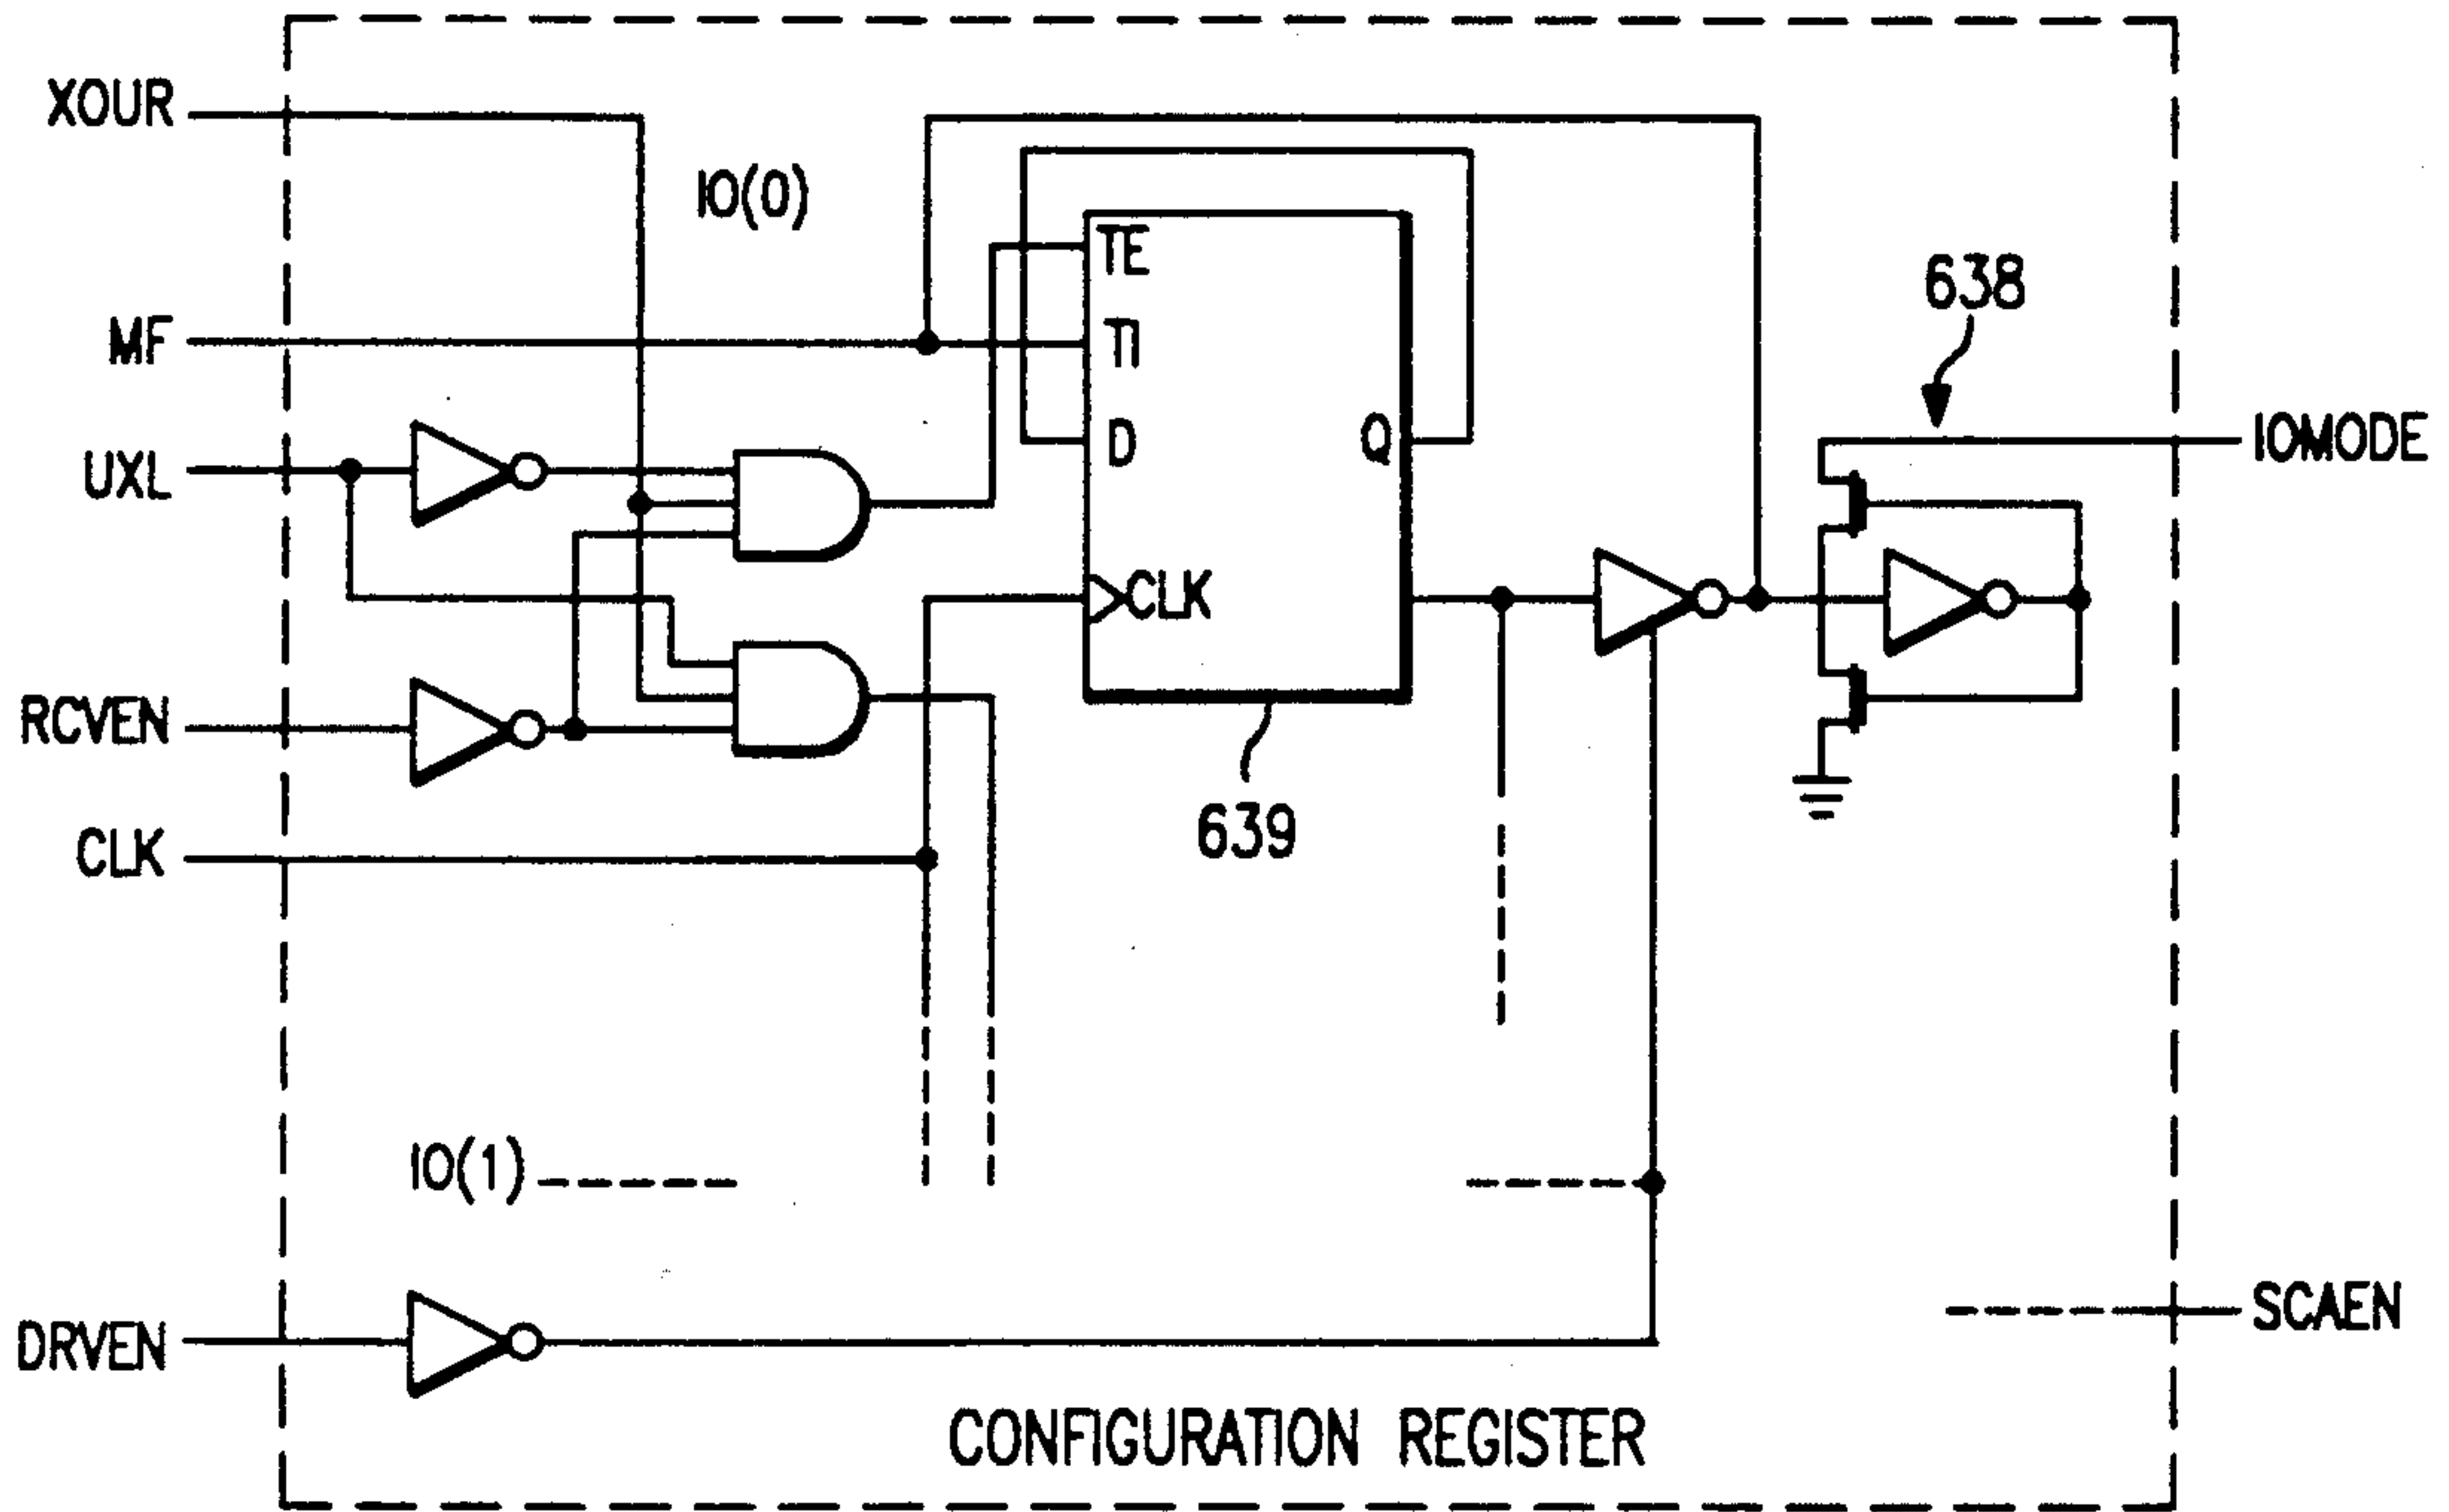 XOUR
IO(0)
TE
638
MF
TI
UXL
D
Q
IOMODE
CLK
RCVEN
639
CLK
IO(1)
SCAEN
DRVEN
CONFIGURATION REGISTER